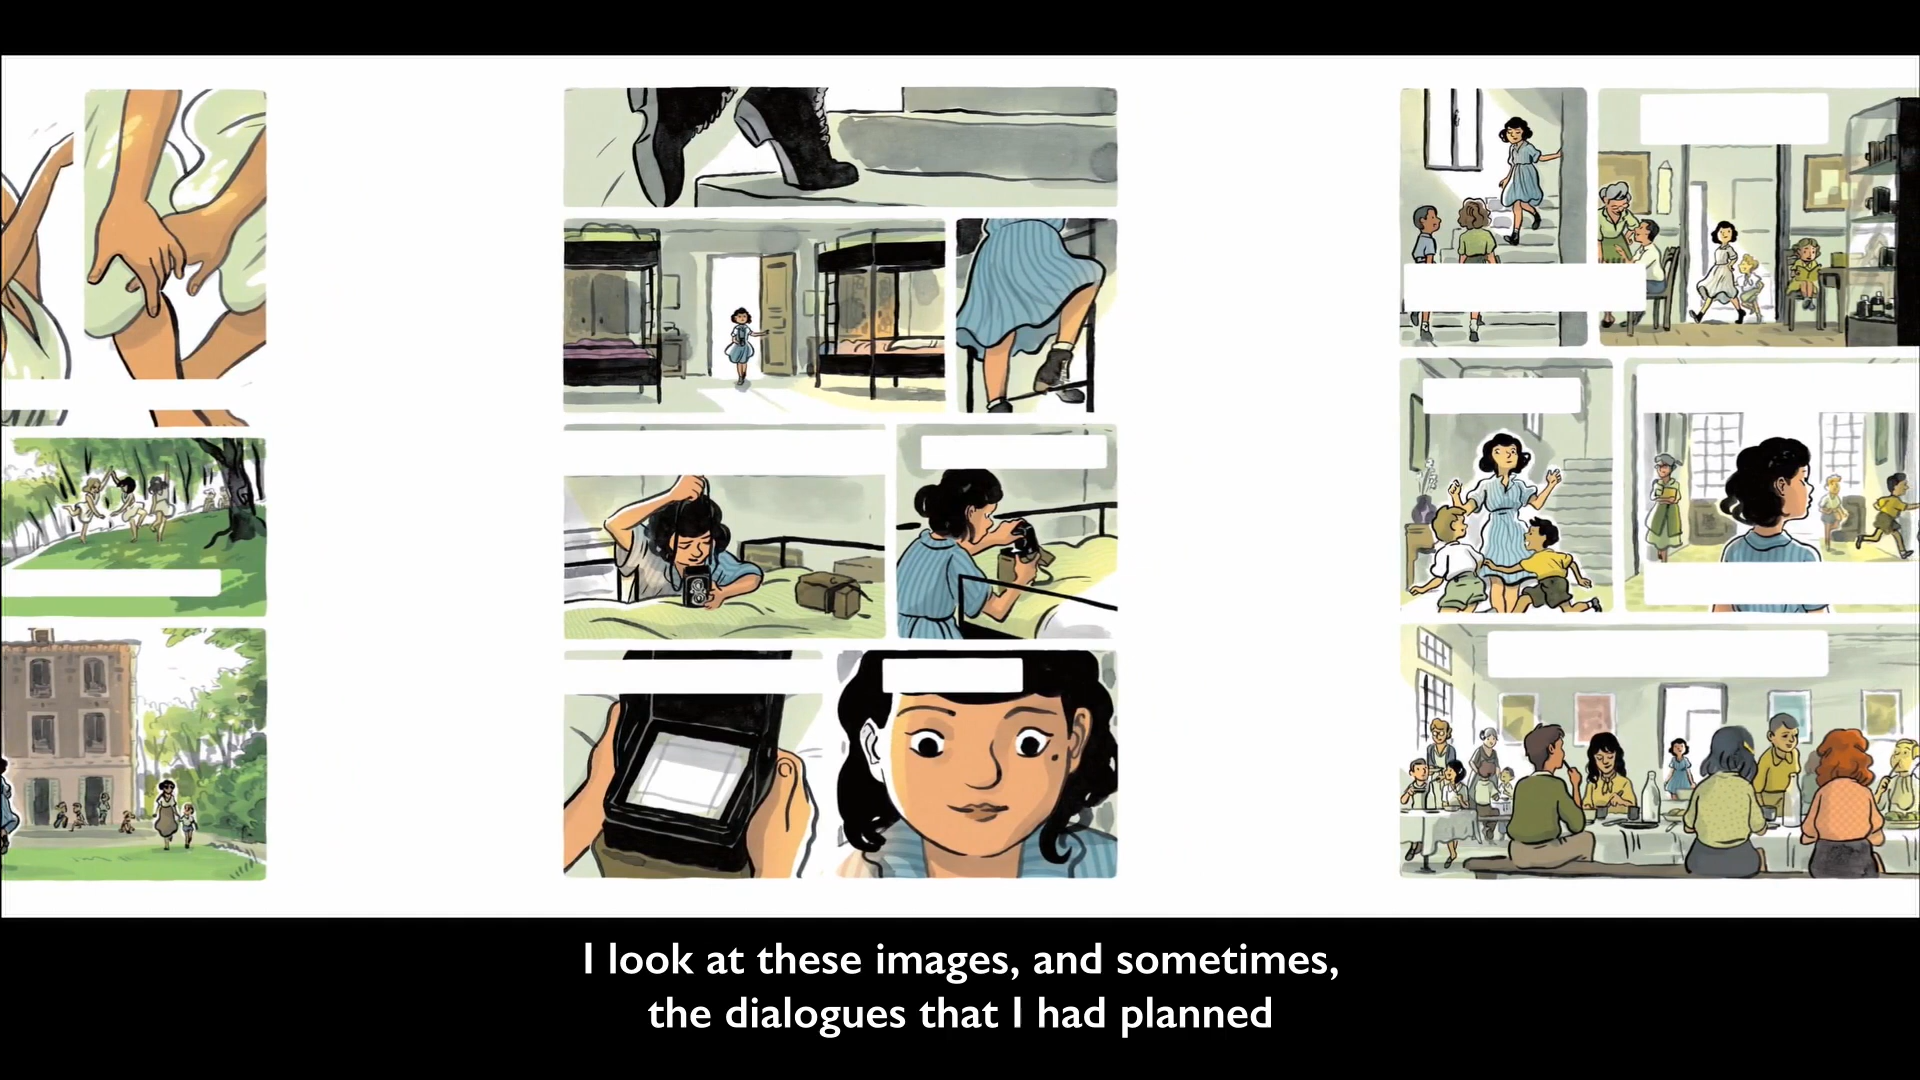 I look at these images, and sometimes,
the dialogues that I had planned